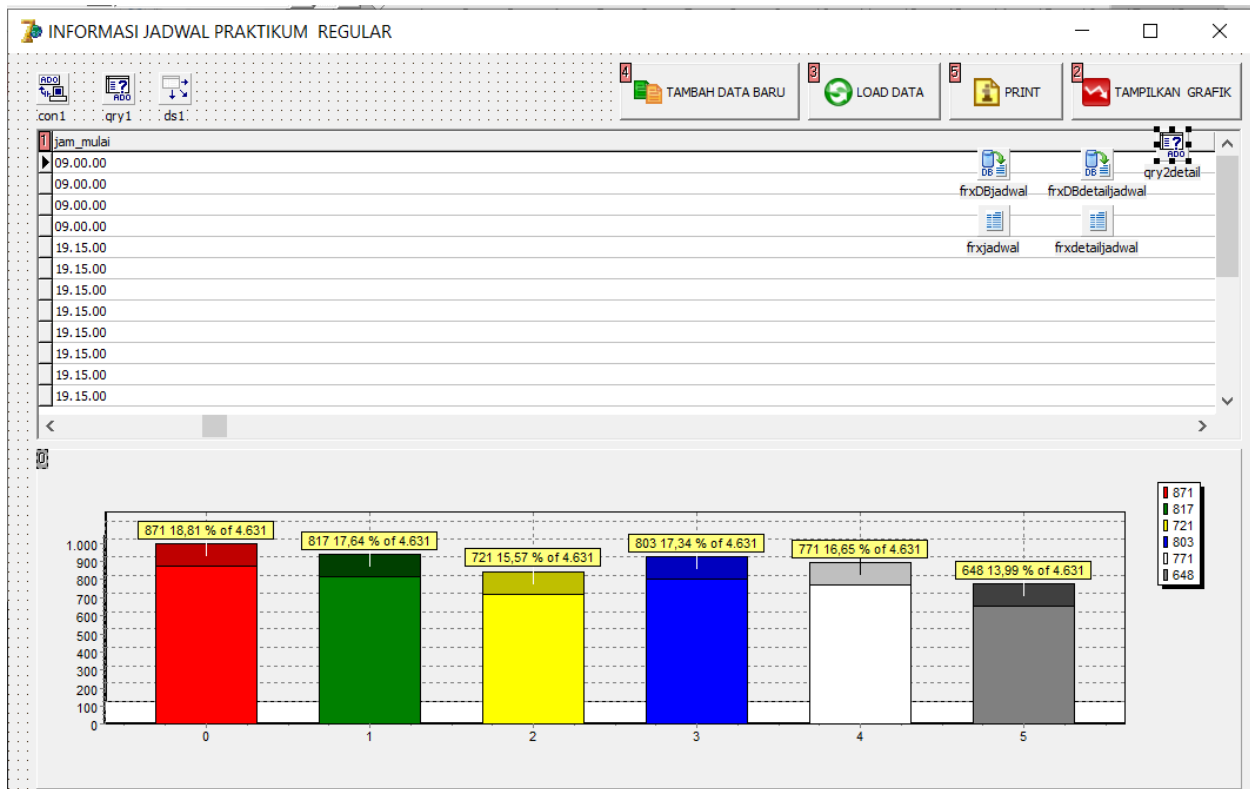 INFORMASI JADWAL PRAKTIKUM  REGULAR
ADO
con1
ADO
qry1
ds1
4 TAMBAH DATA BARU
3 LOAD DATA
5 PRINT
2 TAMPILKAN  GRAFIK
1 jam_mulai
09.00.00
09.00.00
09.00.00
09.00.00
19.15.00
19.15.00
19.15.00
19.15.00
19.15.00
19.15.00
19.15.00
19.15.00
DB
frxDBjadwal
DB
frxDBdetailjadwal
ADO
qry2detail
frxjadwal
frxdetailjadwal
0
871 18,81 % of 4.631
817 17,64 % of 4.631
721 15,57 % of 4.631
803 17,34 % of 4.631
771 16,65 % of 4.631
648 13,99 % of 4.631
1.000
900
800
700
600
500
400
300
200
100
0
0 1 2 3 4 5
871
817
721
803
771
648